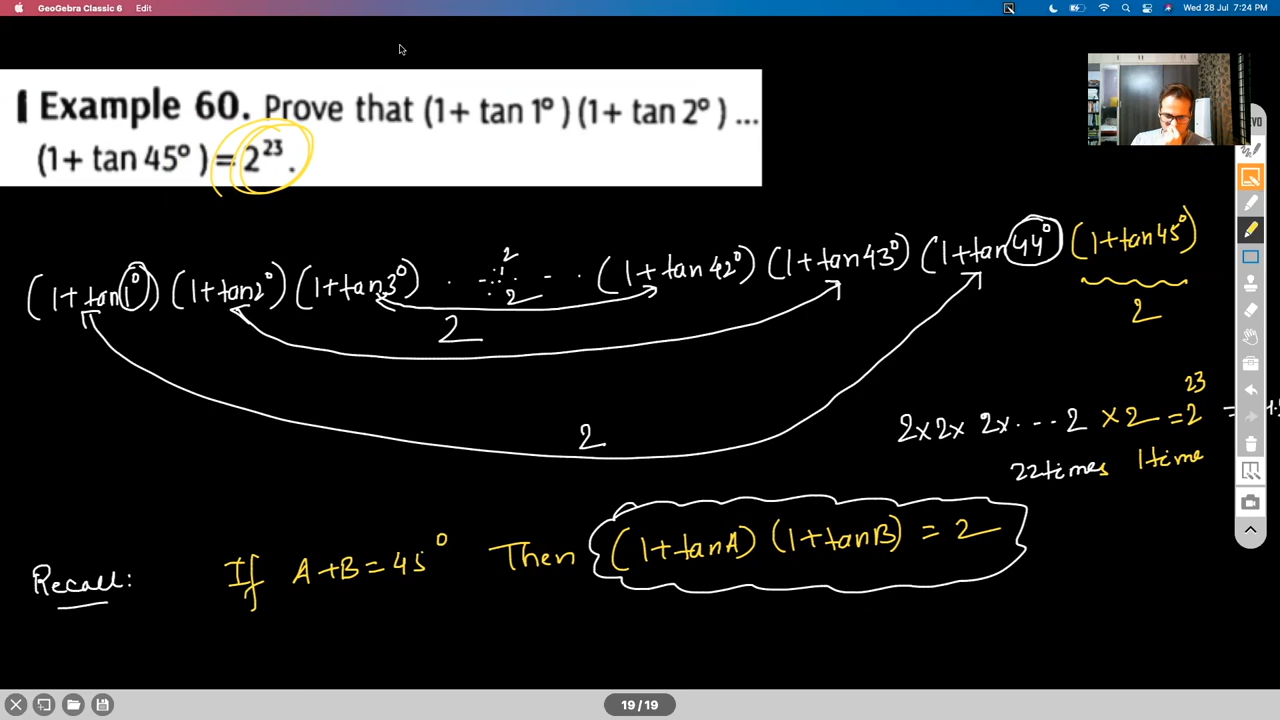 GeoGebra Classic 6 Edit Wed 28 Jul 7:24 PM
Example 60. Prove that (1+ tan 1°) (1+ tan 2°) ...
(1+ tan 45°) = 2²³.
(1+tan1°) (1+tan2°) (1+tan3°) . . . . . . (1+tan42°) (1+tan43°) (1+tan44°) (1+tan45°)
2
2
2
2
2
2×2× 2×...2 ×2 = 2²³ =
22times 1time
Recall: If A+B=45° Then (1+tanA) (1+tanB) = 2
19 / 19